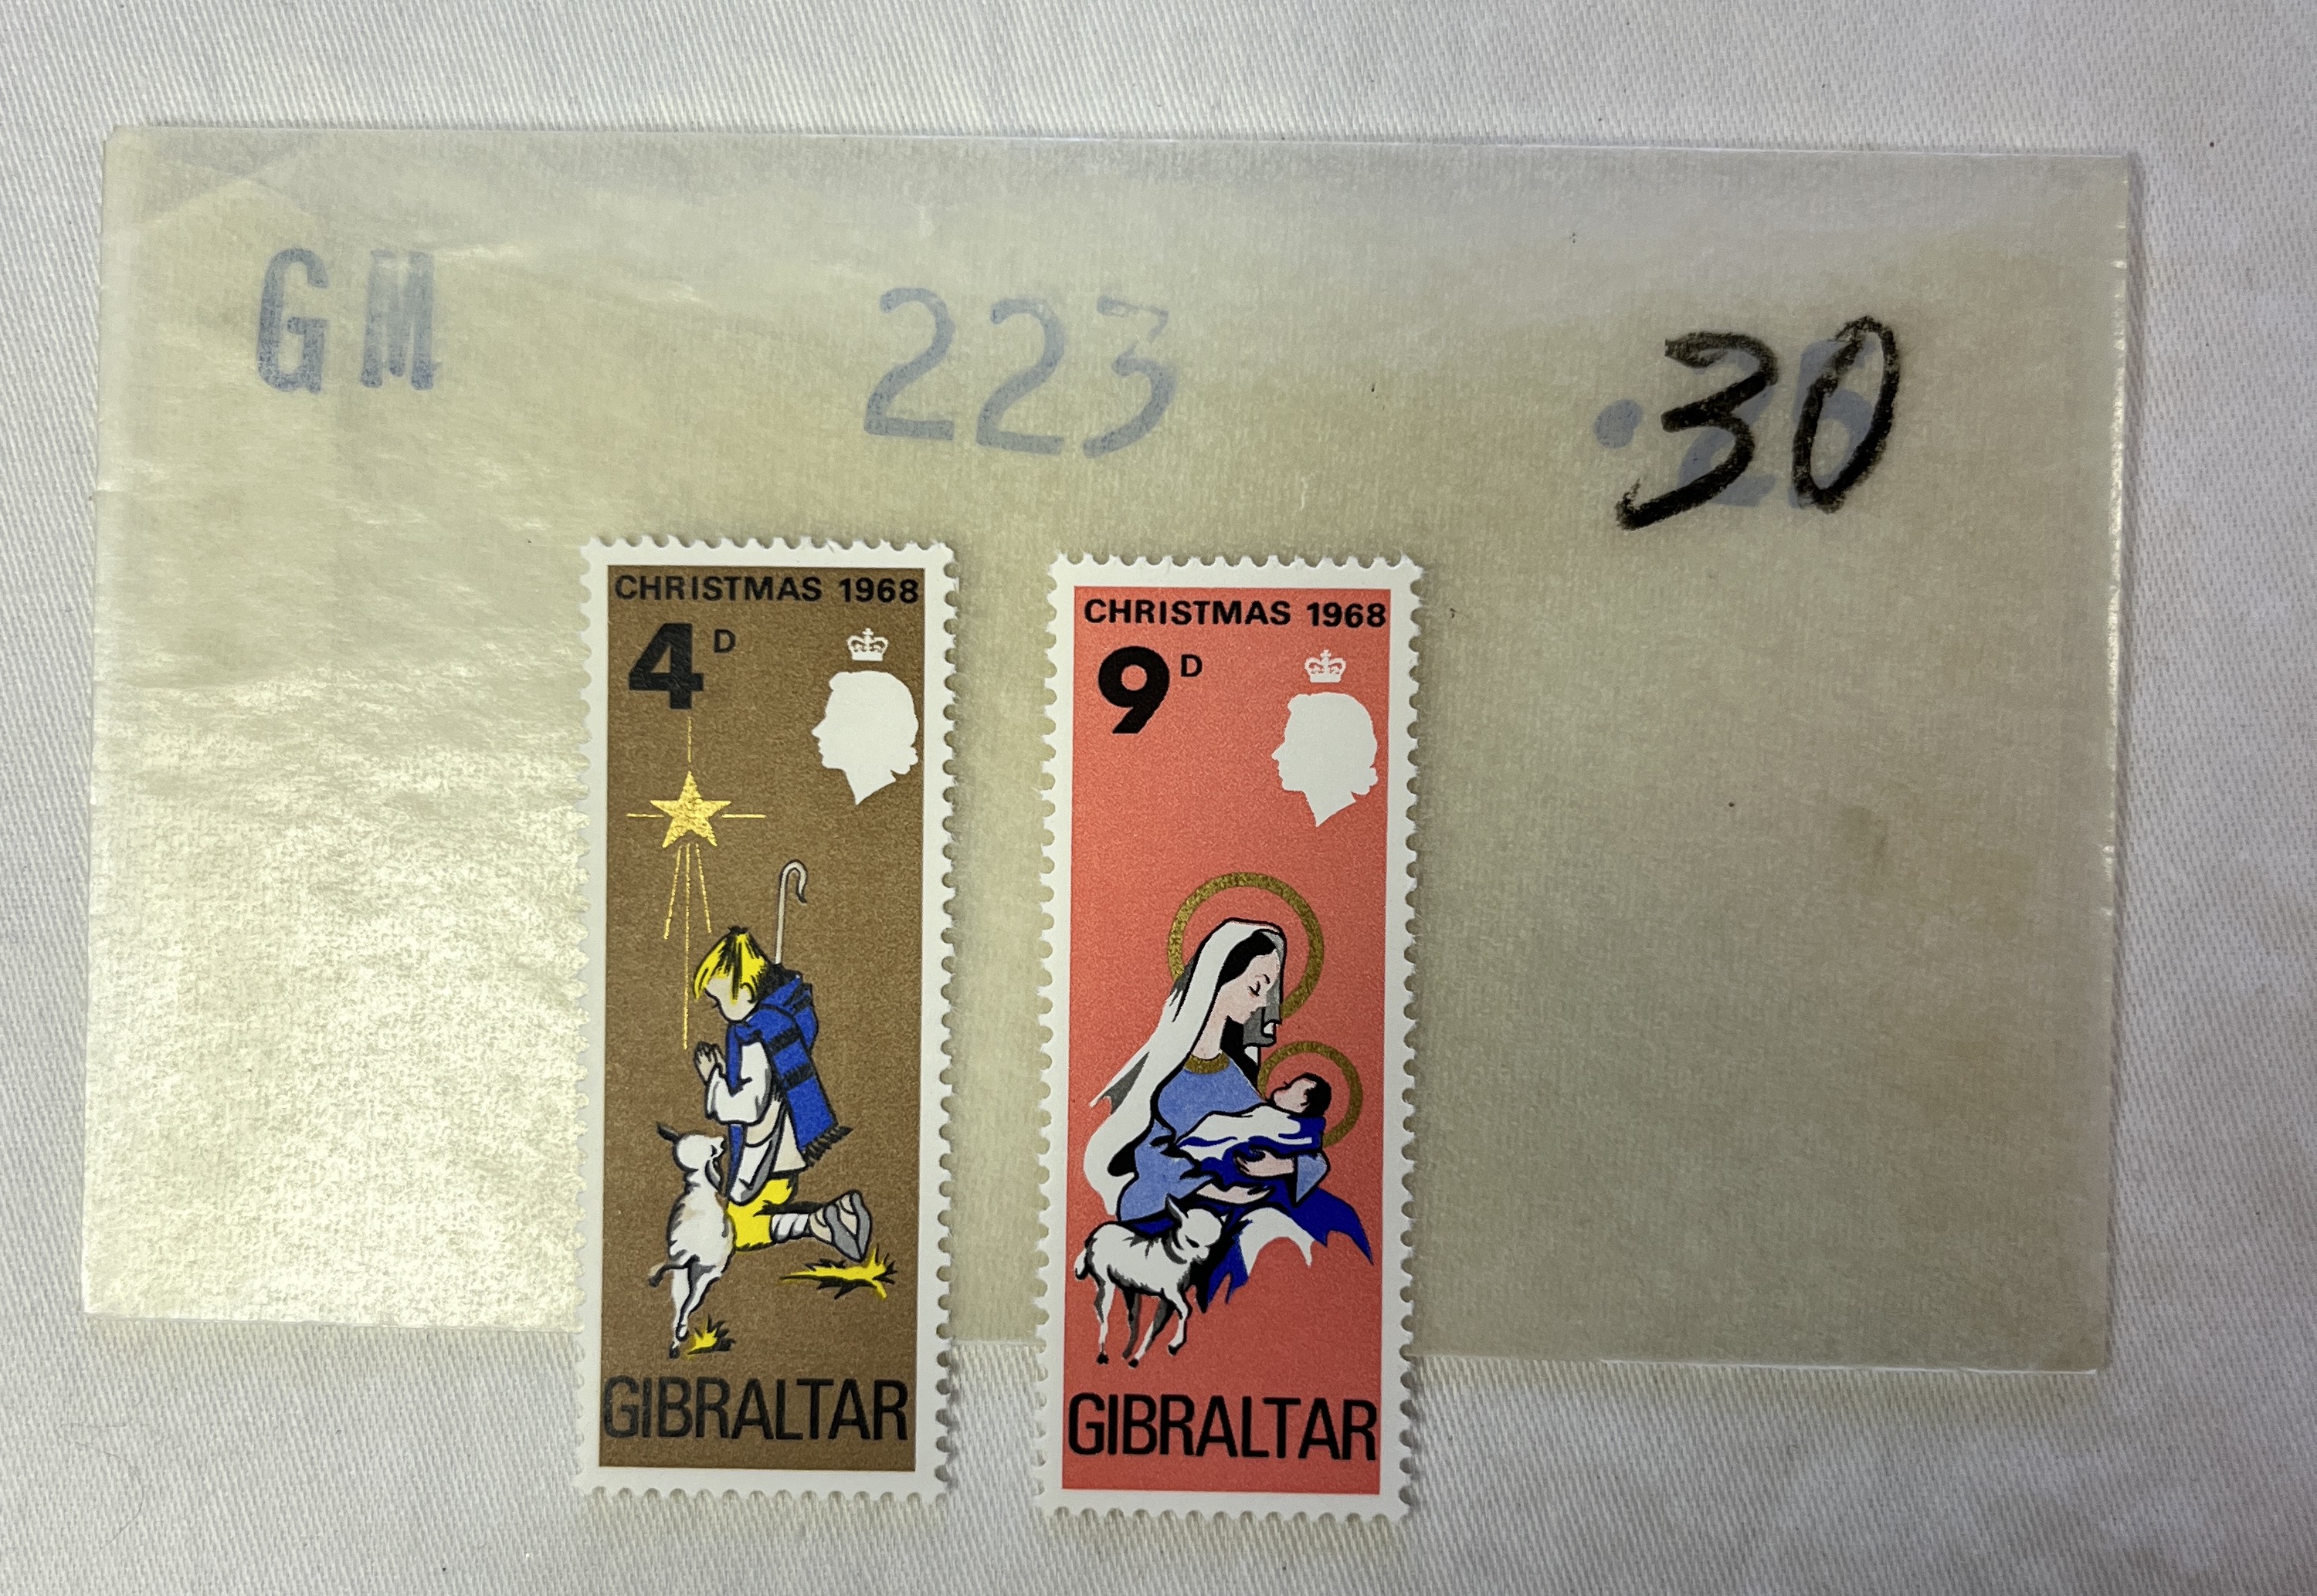 GM 223 .30
CHRISTMAS 1968
4D
GIBRALTAR
CHRISTMAS 1968
9D
GIBRALTAR